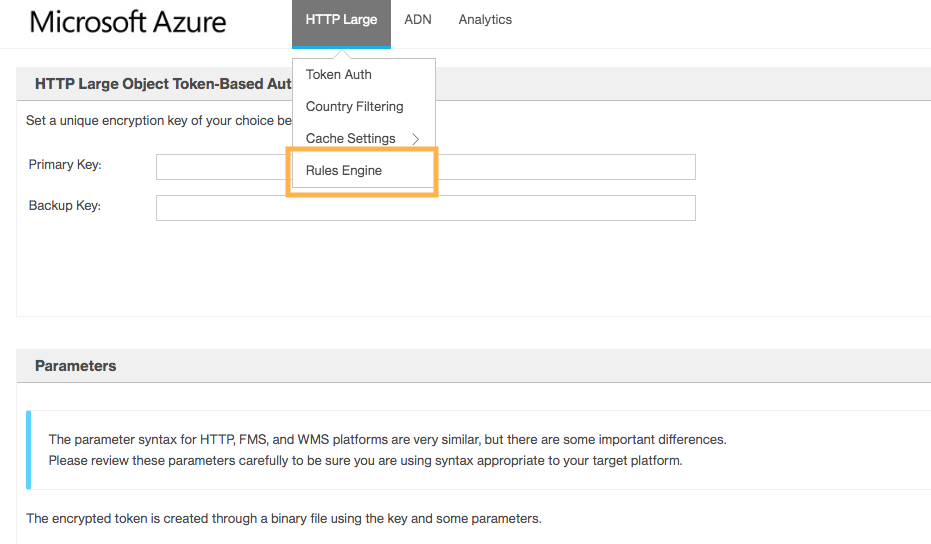 Microsoft Azure
HTTP Large
ADN
Analytics
HTTP Large Object Token-Based Aut
Token Auth
Country Filtering
Cache Settings
Rules Engine
Set a unique encryption key of your choice be
Primary Key:
Backup Key:
Parameters
The parameter syntax for HTTP, FMS, and WMS platforms are very similar, but there are some important differences.
Please review these parameters carefully to be sure you are using syntax appropriate to your target platform.
The encrypted token is created through a binary file using the key and some parameters.